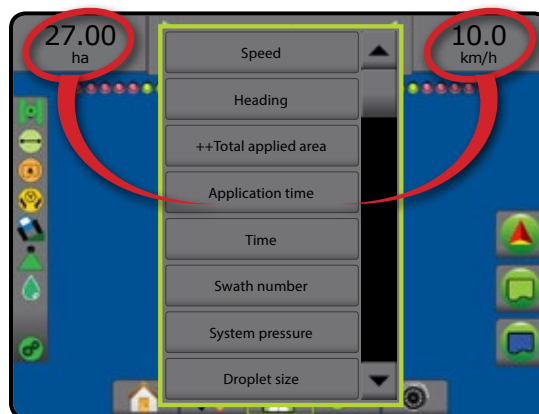 27.00
ha
10.0
km/h
Speed
Heading
++Total applied area
Application time
Time
Swath number
System pressure
Droplet size